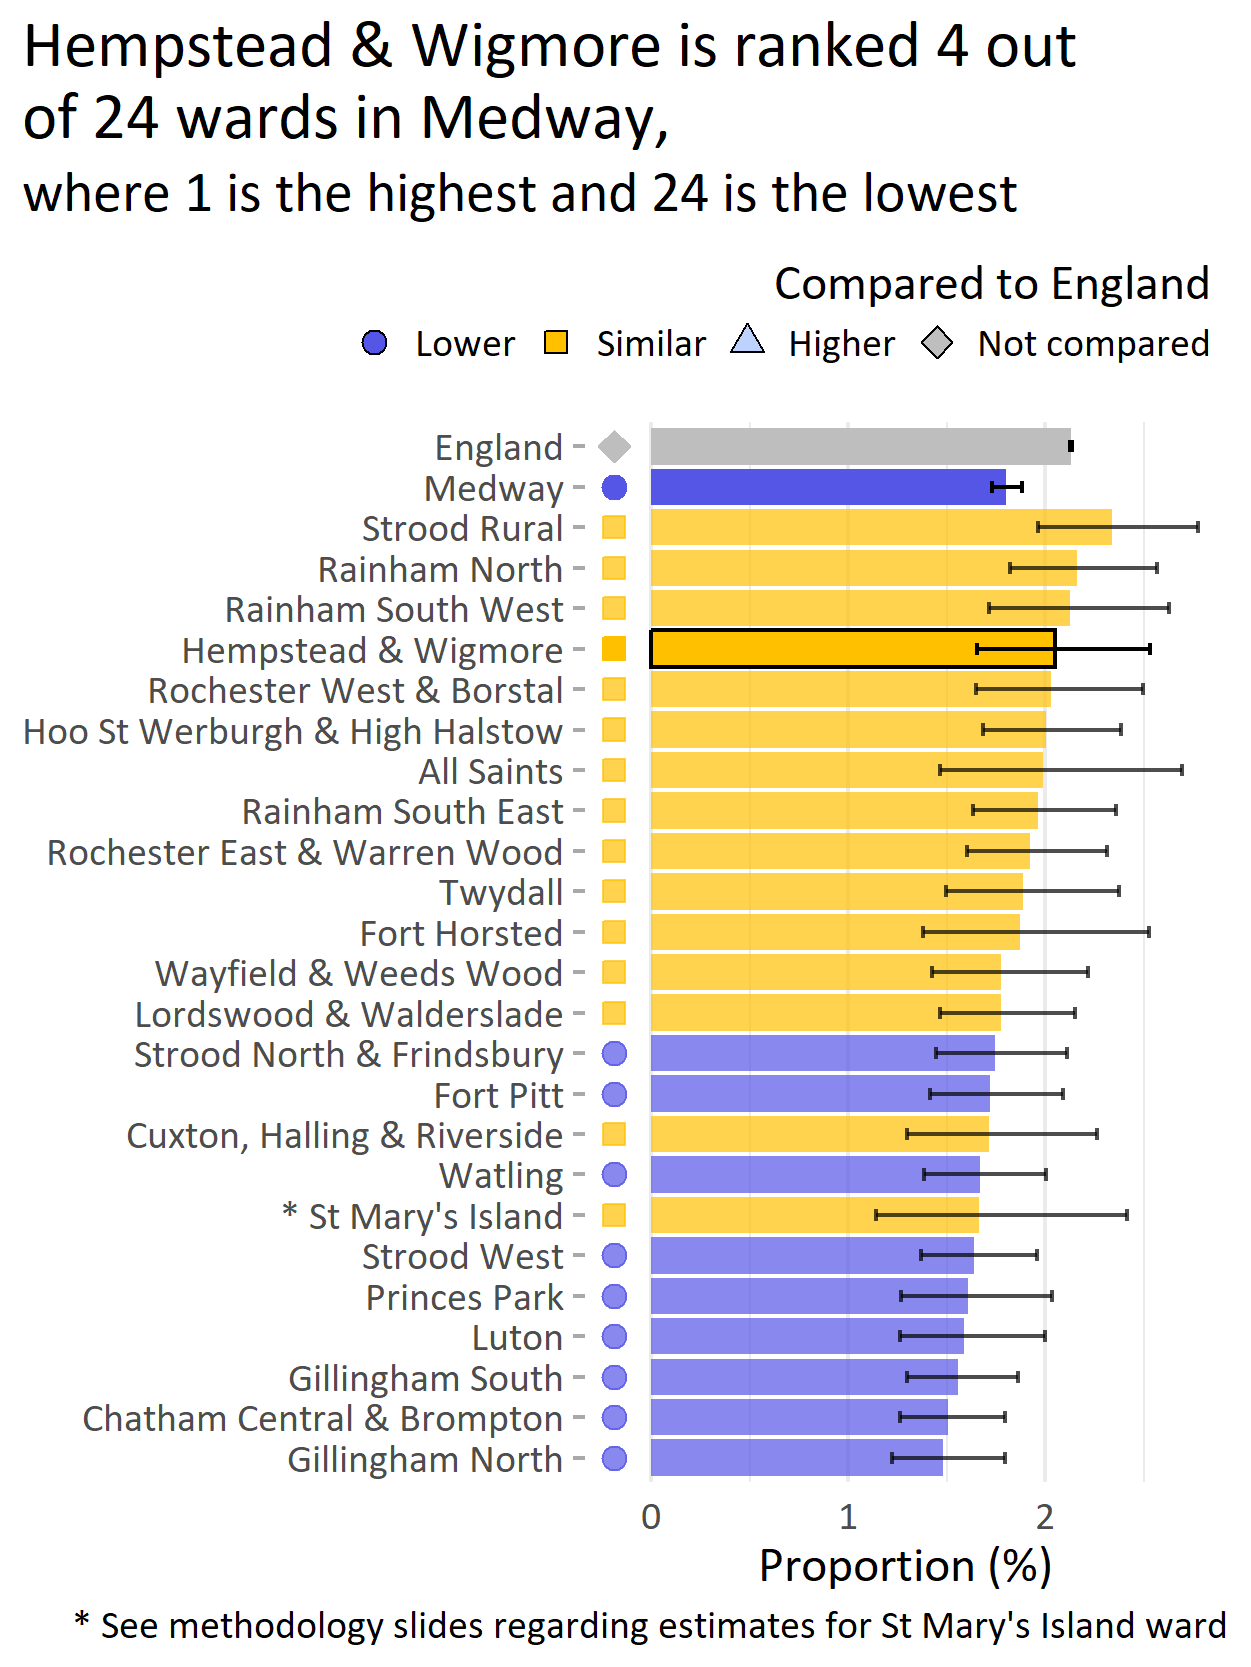 Hempstead & Wigmore is ranked 4 out
of 24 wards in Medway,
where 1 is the highest and 24 is the lowest
Compared to England
Lower Similar Higher Not compared
England
Medway
Strood Rural
Rainham North
Rainham South West
Hempstead & Wigmore
Rochester West & Borstal
Hoo St Werburgh & High Halstow
All Saints
Rainham South East
Rochester East & Warren Wood
Twydall
Fort Horsted
Wayfield & Weeds Wood
Lordswood & Walderslade
Strood North & Frindsbury
Fort Pitt
Cuxton, Halling & Riverside
Watling
* St Mary's Island
Strood West
Princes Park
Luton
Gillingham South
Chatham Central & Brompton
Gillingham North
0 1 2
Proportion (%)
* See methodology slides regarding estimates for St Mary's Island ward